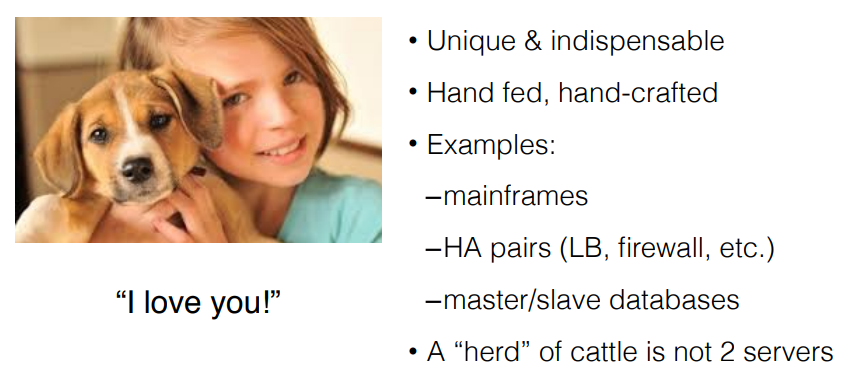 “I love you!”
• Unique & indispensable
• Hand fed, hand-crafted
• Examples:
–mainframes
–HA pairs (LB, firewall, etc.)
–master/slave databases
• A “herd” of cattle is not 2 servers